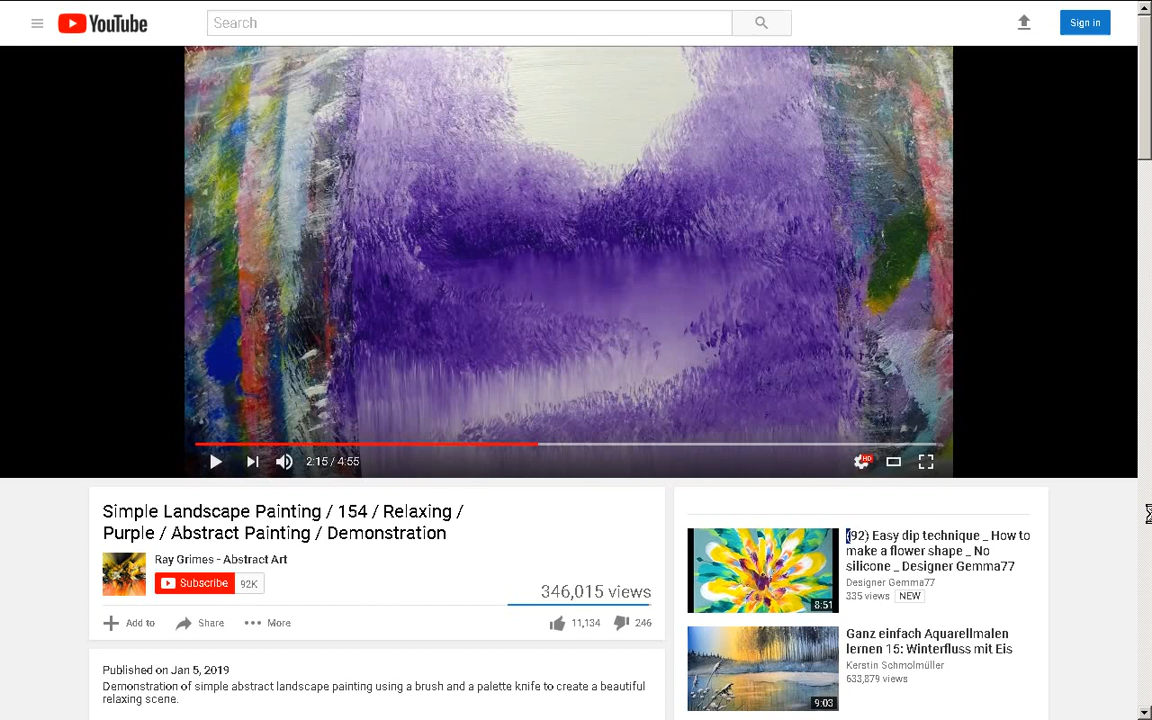 YouTube
Search
Sign in
2:15 / 4:55
HD
Simple Landscape Painting / 154 / Relaxing /
Purple / Abstract Painting / Demonstration
Ray Grimes - Abstract Art
Subscribe 92K
346,015 views
Add to Share More 11,134 246
Published on Jan 5, 2019
Demonstration of simple abstract landscape painting using a brush and a palette knife to create a beautiful
relaxing scene.
(92) Easy dip technique _ How to
make a flower shape _ No
silicone _ Designer Gemma77
Designer Gemma77
335 views NEW
8:51
Ganz einfach Aquarellmalen
lernen 15: Winterfluss mit Eis
Kerstin Schmolmüller
633,879 views
9:03